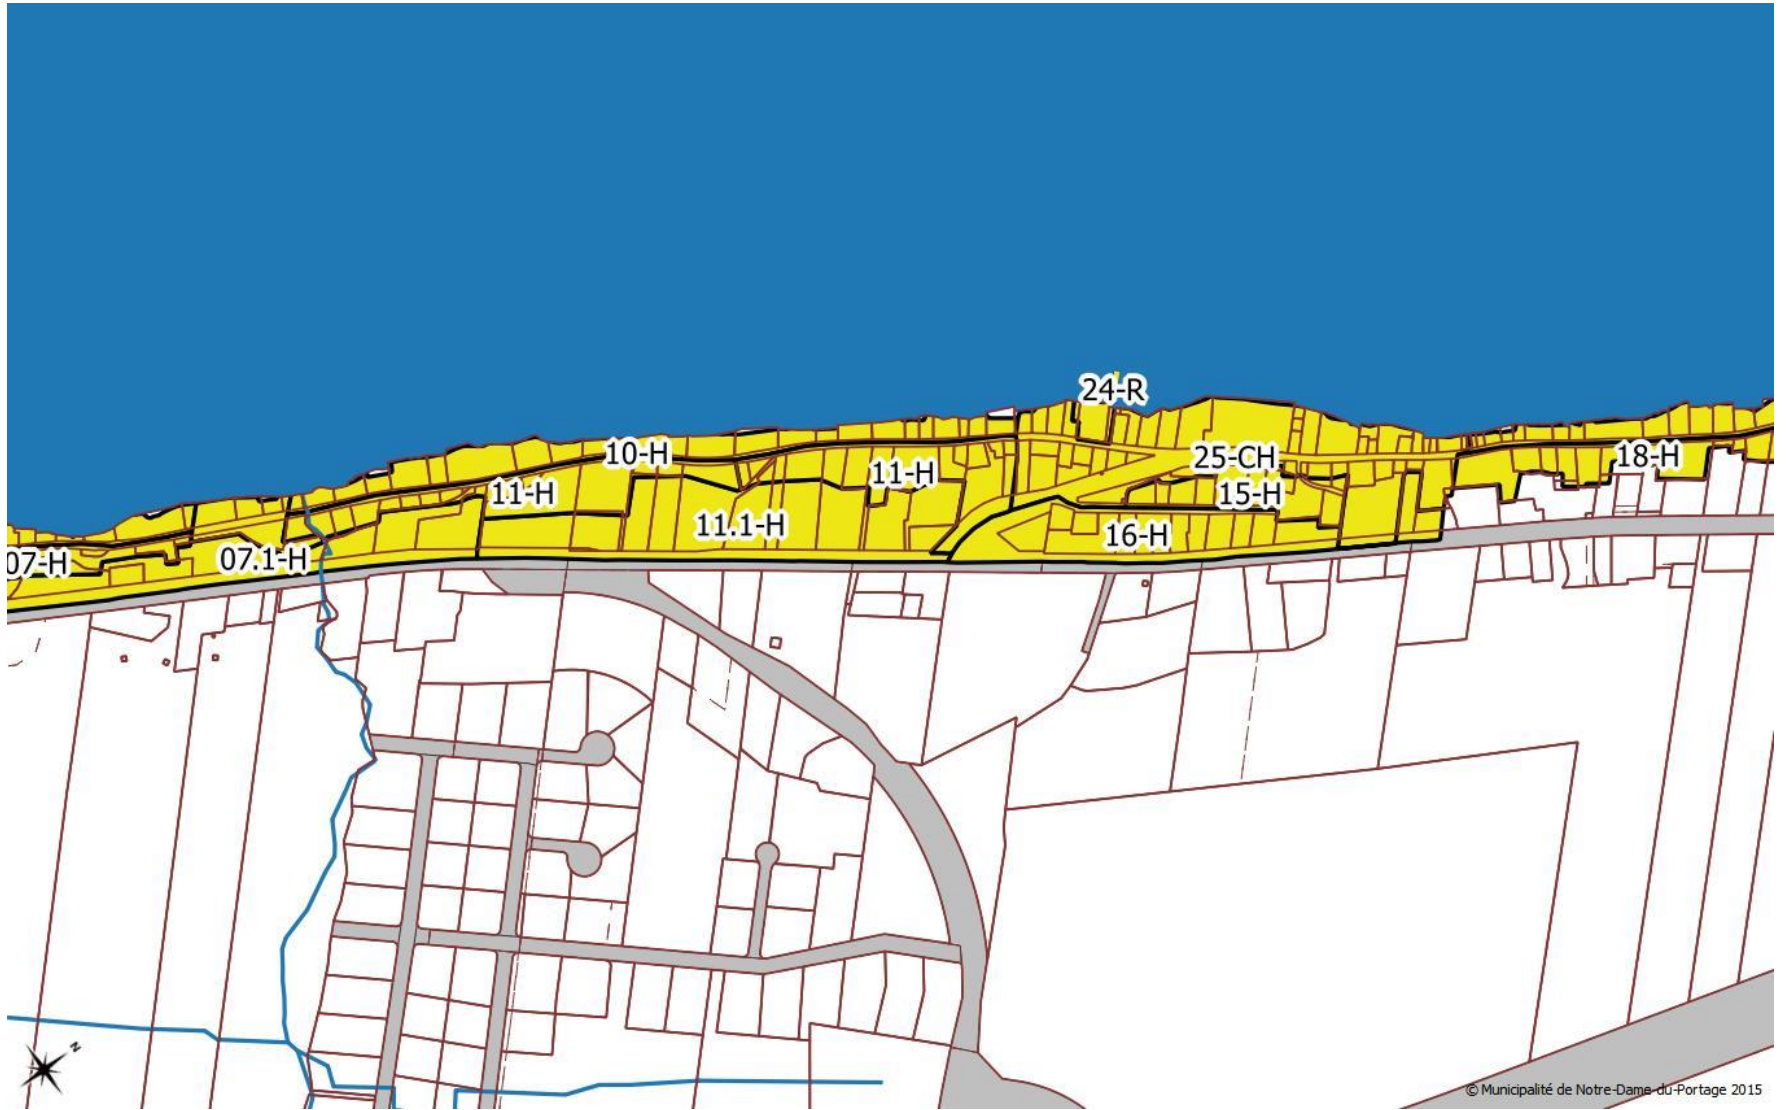 24-R
10-H
25-CH
18-H
11-H
11-H
15-H
11.1-H
16-H
07-H
07.1-H
N
© Municipalité de Notre-Dame-du-Portage 2015